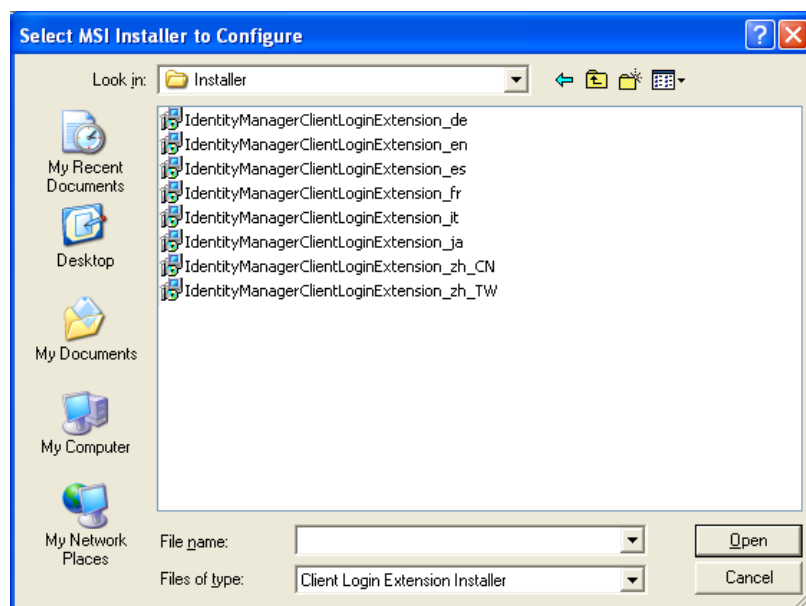 Select MSI Installer to Configure
Look in:
Installer
My Recent
Documents
Desktop
My Documents
My Computer
My Network
Places
IdentityManagerClientLoginExtension_de
IdentityManagerClientLoginExtension_en
IdentityManagerClientLoginExtension_es
IdentityManagerClientLoginExtension_fr
IdentityManagerClientLoginExtension_it
IdentityManagerClientLoginExtension_ja
IdentityManagerClientLoginExtension_zh_CN
IdentityManagerClientLoginExtension_zh_TW
File name:
Open
Files of type:
Client Login Extension Installer
Cancel